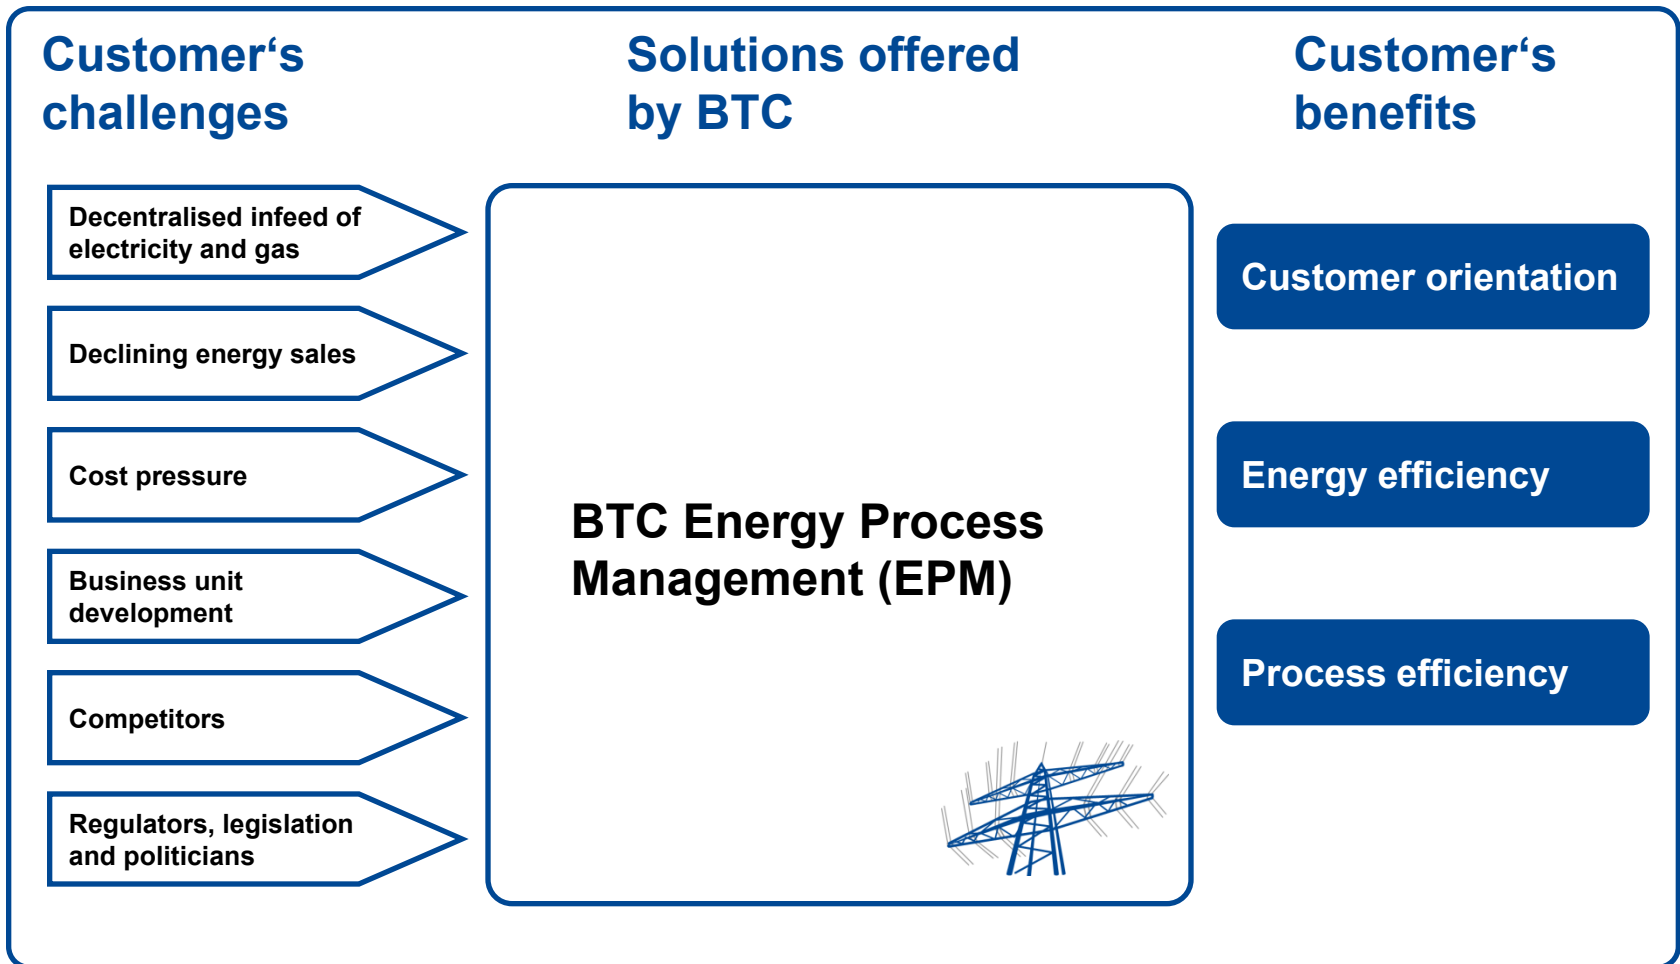 Customer‘s
challenges
Solutions offered
by BTC
Customer‘s
benefits
Decentralised infeed of
electricity and gas
Declining energy sales
Cost pressure
Business unit
development
Competitors
Regulators, legislation
and politicians
BTC Energy Process
Management (EPM)
Customer orientation
Energy efficiency
Process efficiency